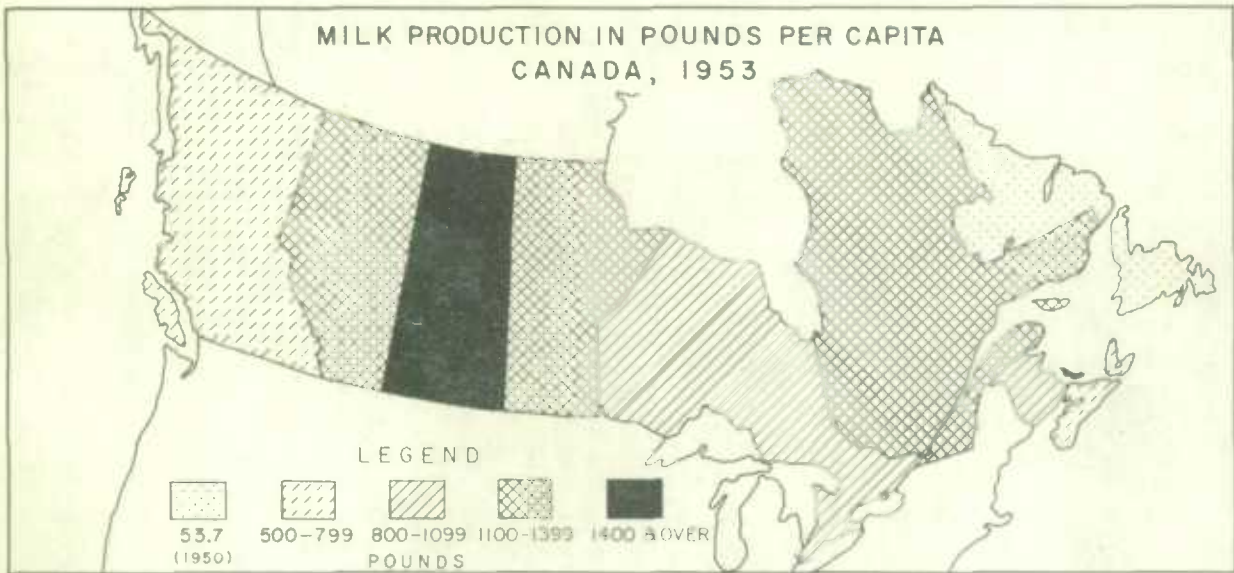 MILK PRODUCTION IN POUNDS PER CAPITA
CANADA, 1953
LEGEND
53.7 500-799 800-1099 1100-1399 1400 & OVER
(1950) POUNDS